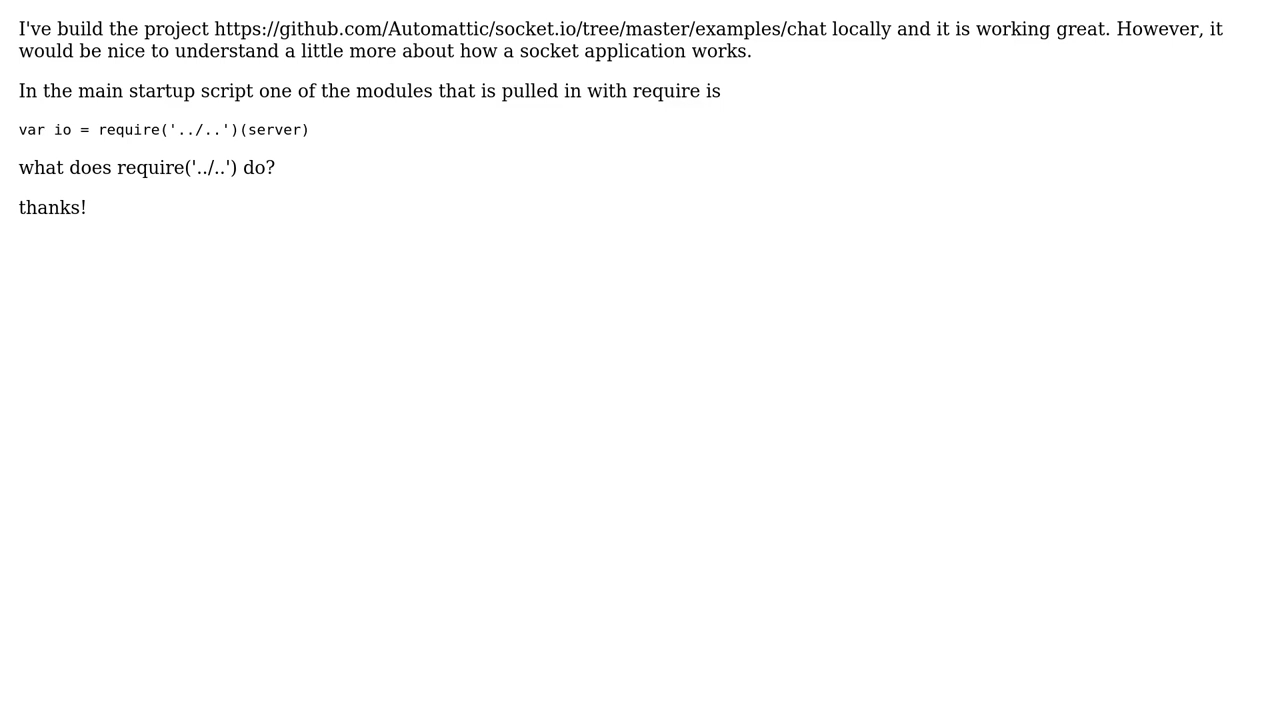 I've build the project https://github.com/Automattic/socket.io/tree/master/examples/chat locally and it is working great. However, it
would be nice to understand a little more about how a socket application works.
In the main startup script one of the modules that is pulled in with require is
var io = require('../..')(server)
what does require('../..') do?
thanks!